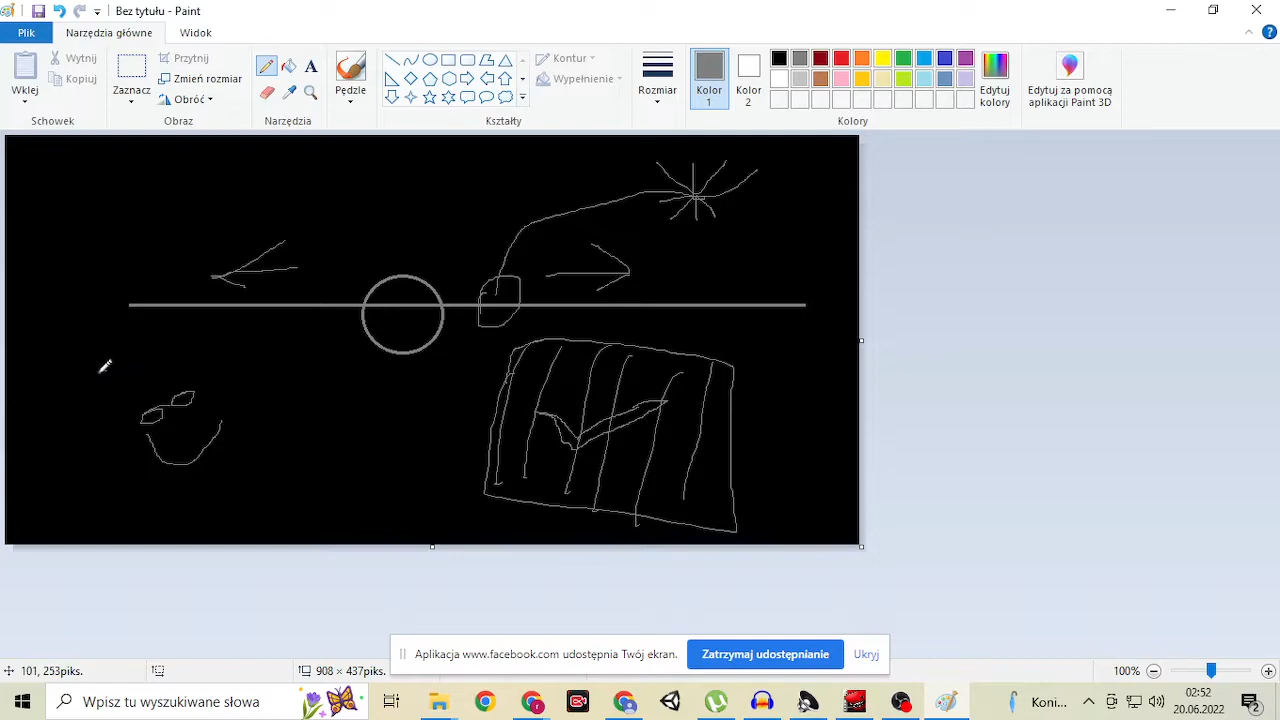 Bez tytułu - Paint
Plik Narzędzia główne Widok
Wklej
Wytnij
Kopiuj
Schowek
Zaznacz
Przytnij
Zmień rozmiar
Obróć
Obraz
A
Narzędzia
Pędzle
Kontur
Wypełnienie
Kształty
Rozmiar
Kolor
1
Kolor
2
Edytuj
kolory
Kolory
Edytuj za pomocą
aplikacji Paint 3D
Aplikacja www.facebook.com udostępnia Twój ekran.
Zatrzymaj udostępnianie
Ukryj
101, 253piks.
908 × 437piks.
100%
Wpisz tu wyszukiwane słowa
Koni...
02:52
20.06.2022
2